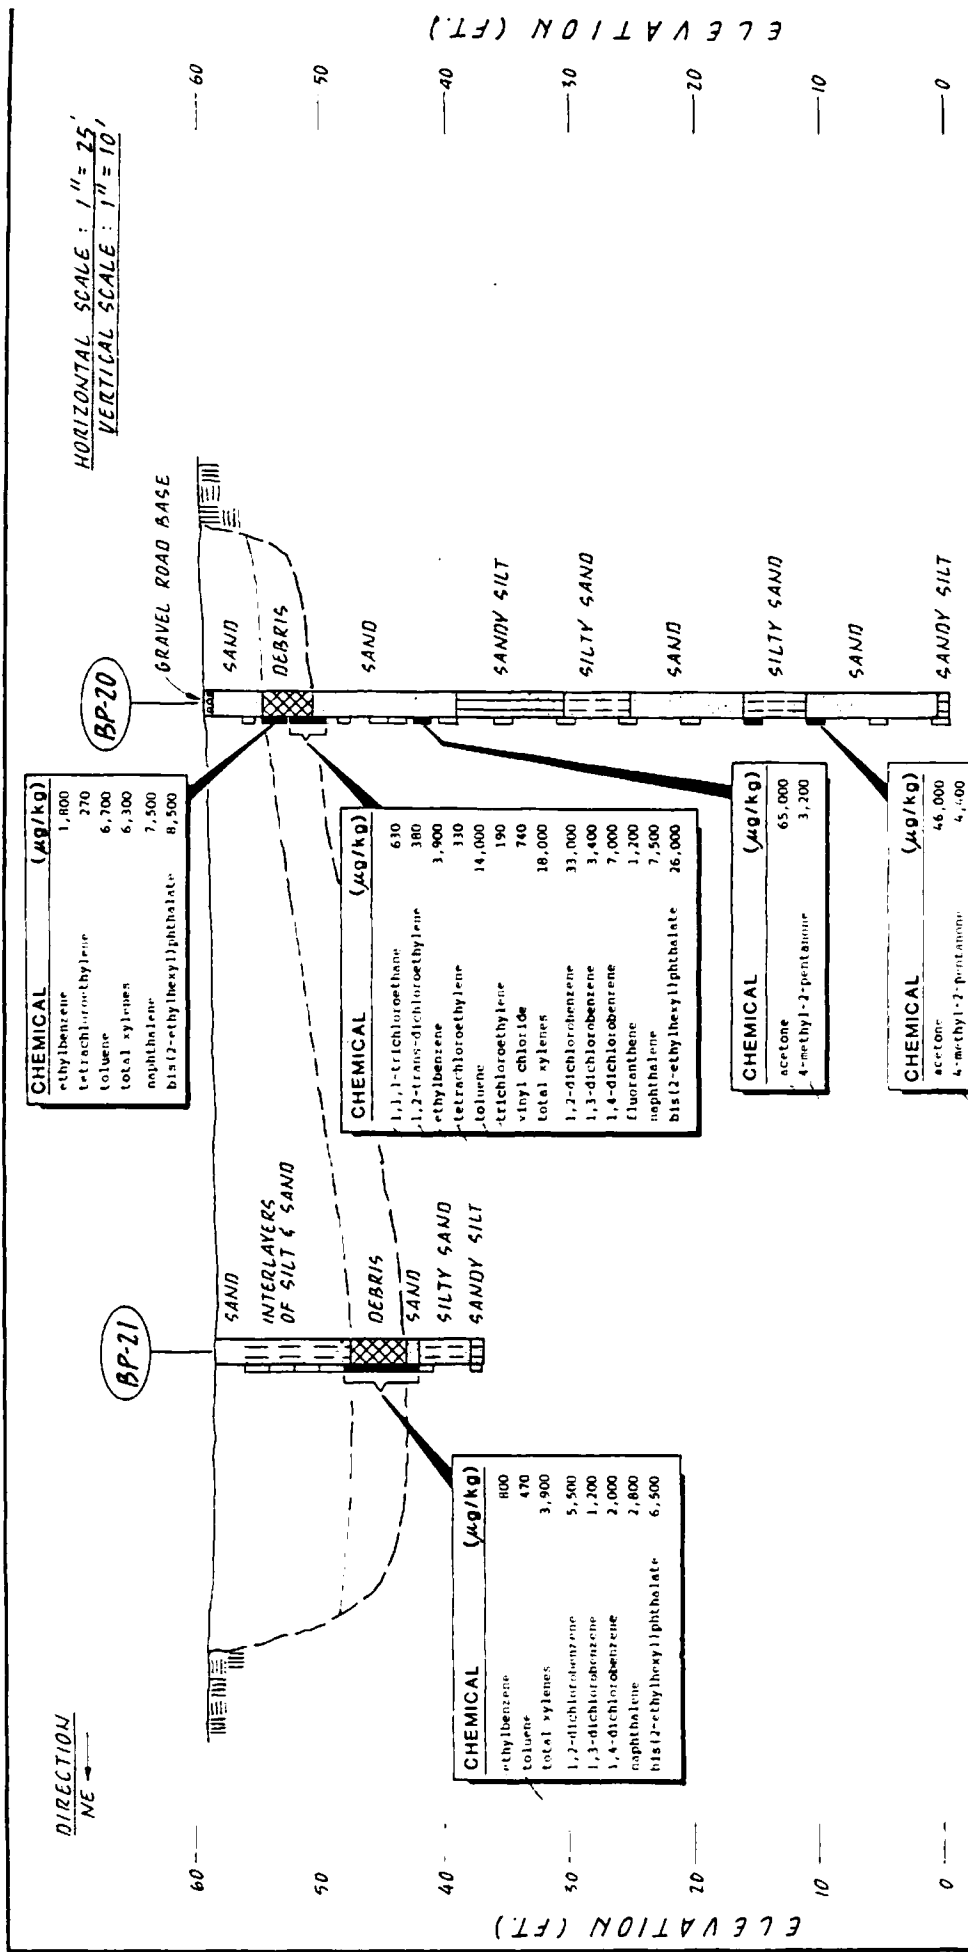 DIRECTION
NE
HORIZONTAL SCALE : 1" = 25'
VERTICAL SCALE : 1" = 10'
ELEVATION (FT.)
60
50
40
30
20
10
0
BP-21
SAND
INTERLAYERS
OF SILT & SAND
DEBRIS
SAND
SILTY SAND
SANDY SILT
CHEMICAL (µg/kg)
ethylbenzene 800
toluene 470
total xylenes 3,900
1,2-dichlorobenzene 5,500
1,3-dichlorobenzene 1,200
1,4-dichlorobenzene 2,000
naphthalene 2,800
bis(2-ethylhexyl)phthalate 6,500
BP-20
GRAVEL ROAD BASE
SAND
DEBRIS
SAND
SANDY SILT
SILTY SAND
SAND
SILTY SAND
SAND
SANDY SILT
CHEMICAL (µg/kg)
ethylbenzene 1,800
tetrachloroethylene 270
toluene 6,700
total xylenes 6,300
naphthalene 7,500
bis(2-ethylhexyl)phthalate 8,500
CHEMICAL (µg/kg)
1,1,1-trichloroethane 630
1,2-trans-dichloroethylene 380
ethylbenzene 3,900
tetrachloroethylene 330
toluene 14,000
trichloroethylene 190
vinyl chloride 740
total xylenes 18,000
1,2-dichlorobenzene 33,000
1,3-dichlorobenzene 3,400
1,4-dichlorobenzene 7,000
fluoranthene 1,200
naphthalene 7,500
bis(2-ethylhexyl)phthalate 26,000
CHEMICAL (µg/kg)
acetone 65,000
4-methyl-2-pentanone 3,200
CHEMICAL (µg/kg)
acetone 46,000
4-methyl-2-pentanone 4,400
ELEVATION (FT.)
60
50
40
30
20
10
0